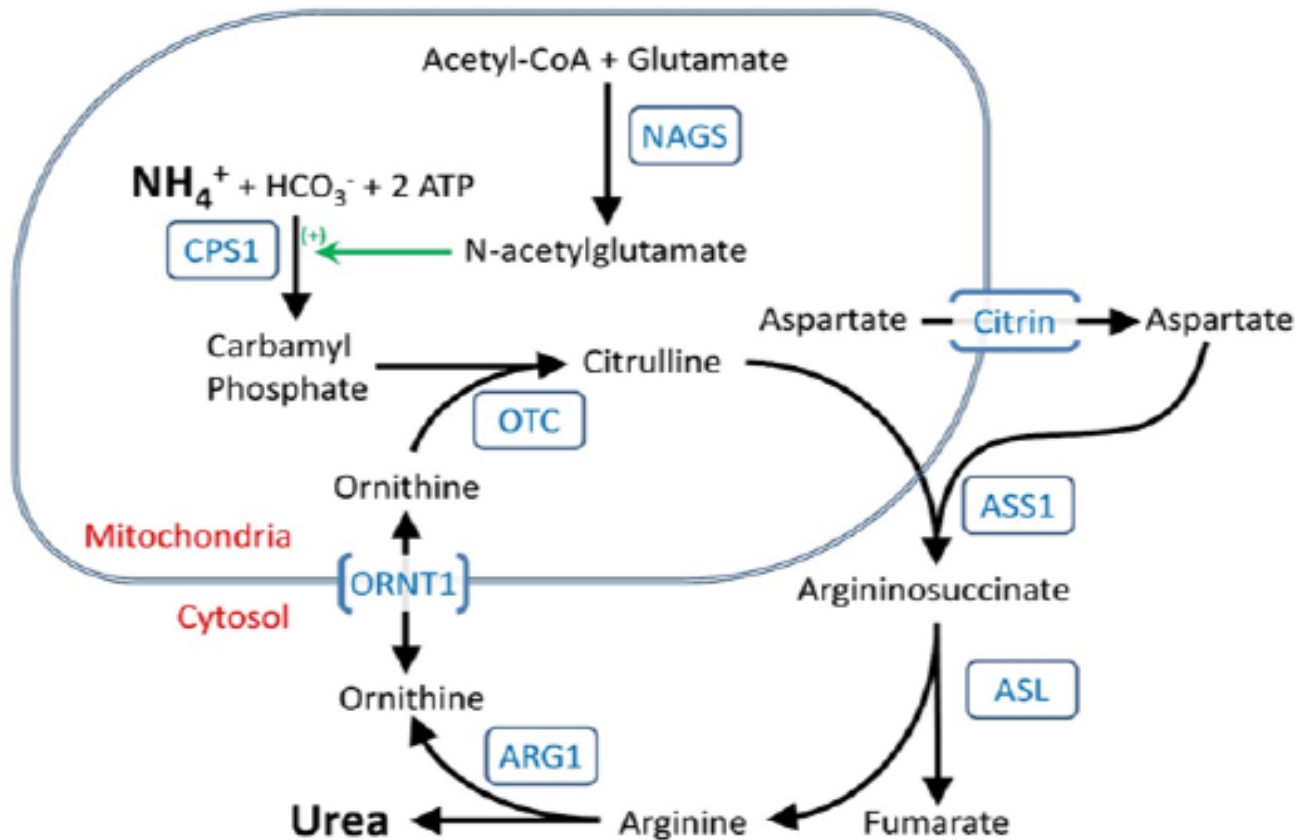 Acetyl-CoA + Glutamate
NAGS
NH₄⁺ + HCO₃⁻ + 2 ATP
CPS1
(+)
N-acetylglutamate
Aspartate
Citrin
Aspartate
Carbamyl
Phosphate
Citrulline
OTC
Ornithine
ASS1
Mitochondria
ORNT1
Argininosuccinate
Cytosol
Ornithine
ASL
ARG1
Urea
Arginine
Fumarate